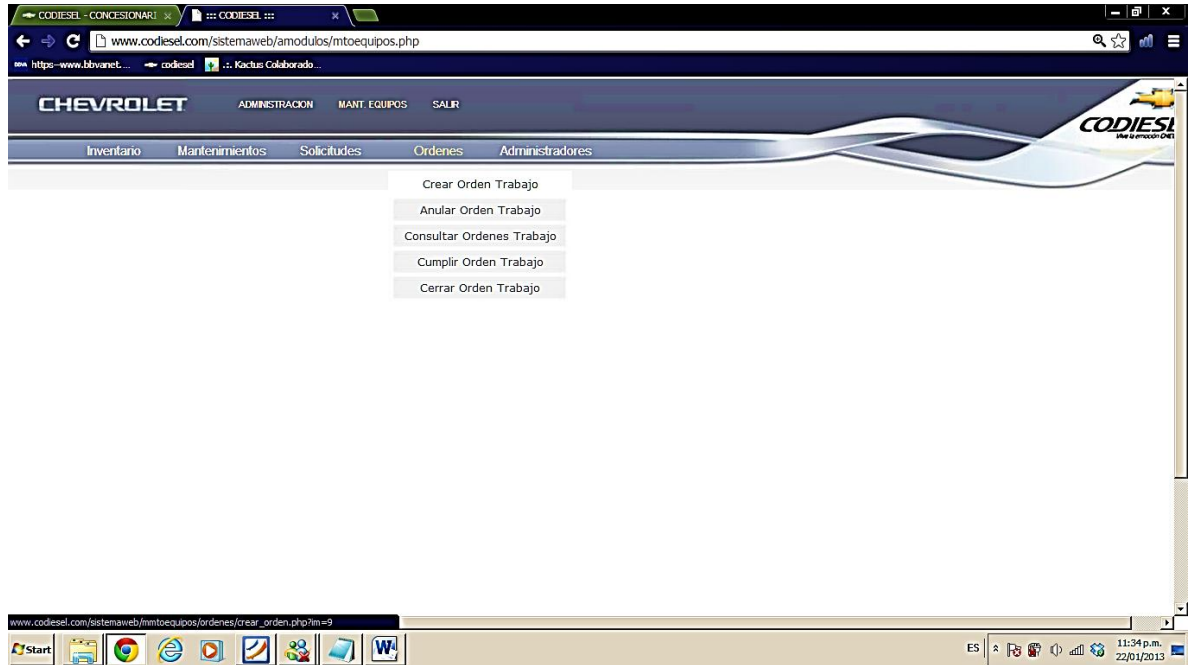 CODIESEL - CONCESIONARI ::: CODIESEL :::
www.codiesel.com/sistemaweb/amodulos/mtoequipos.php
BBVA https--www.bbvanet.... codiesel .:. Kactus Colaborado...
CHEVROLET ADMINISTRACION MANT. EQUIPOS SALIR
CODIESEL
Inventario Mantenimientos Solicitudes Ordenes Administradores
Crear Orden Trabajo
Anular Orden Trabajo
Consultar Ordenes Trabajo
Cumplir Orden Trabajo
Cerrar Orden Trabajo
www.codiesel.com/sistemaweb/mmtoequipos/ordenes/crear_orden.php?im=9
Start ES 11:34 p.m.
22/01/2013